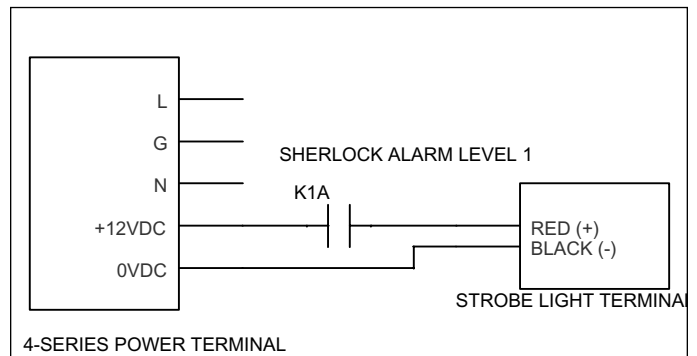 L
G
SHERLOCK ALARM LEVEL 1
N
K1A
+12VDC
RED (+)
BLACK (-)
0VDC
STROBE LIGHT TERMINAL
4-SERIES POWER TERMINAL